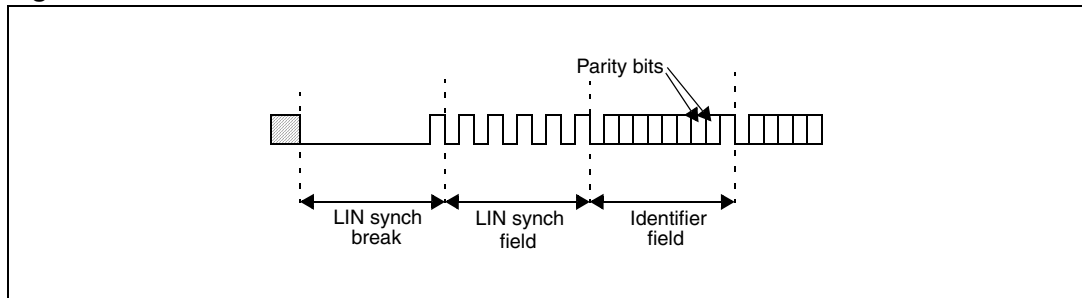 Parity bits
LIN synch
break
LIN synch
field
Identifier
field